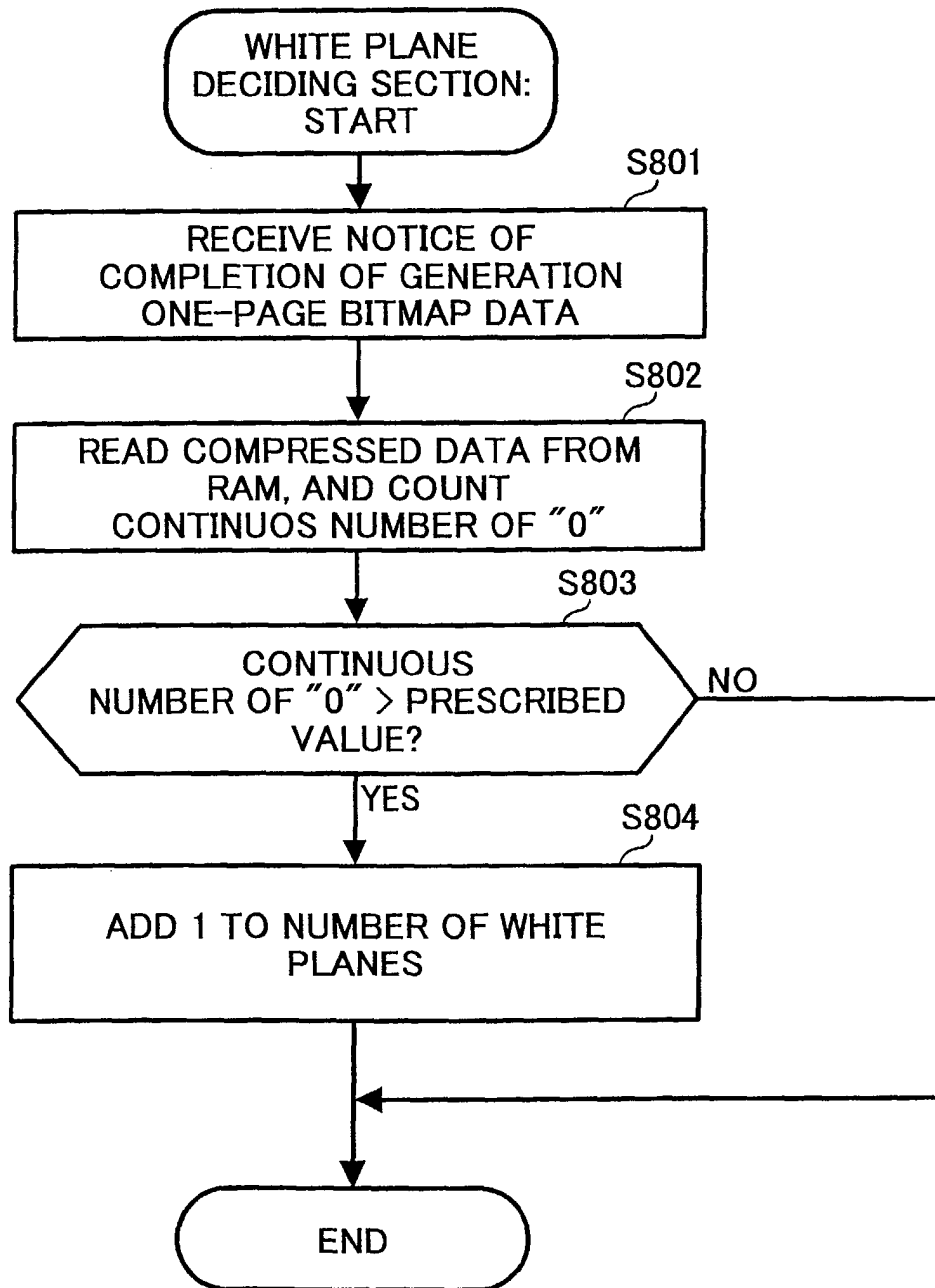 WHITE PLANE
DECIDING SECTION:
START
S801
RECEIVE NOTICE OF
COMPLETION OF GENERATION
ONE-PAGE BITMAP DATA
S802
READ COMPRESSED DATA FROM
RAM, AND COUNT
CONTINUOS NUMBER OF "0"
S803
CONTINUOUS
NUMBER OF "0" > PRESCRIBED
VALUE?
NO
YES
S804
ADD 1 TO NUMBER OF WHITE
PLANES
END